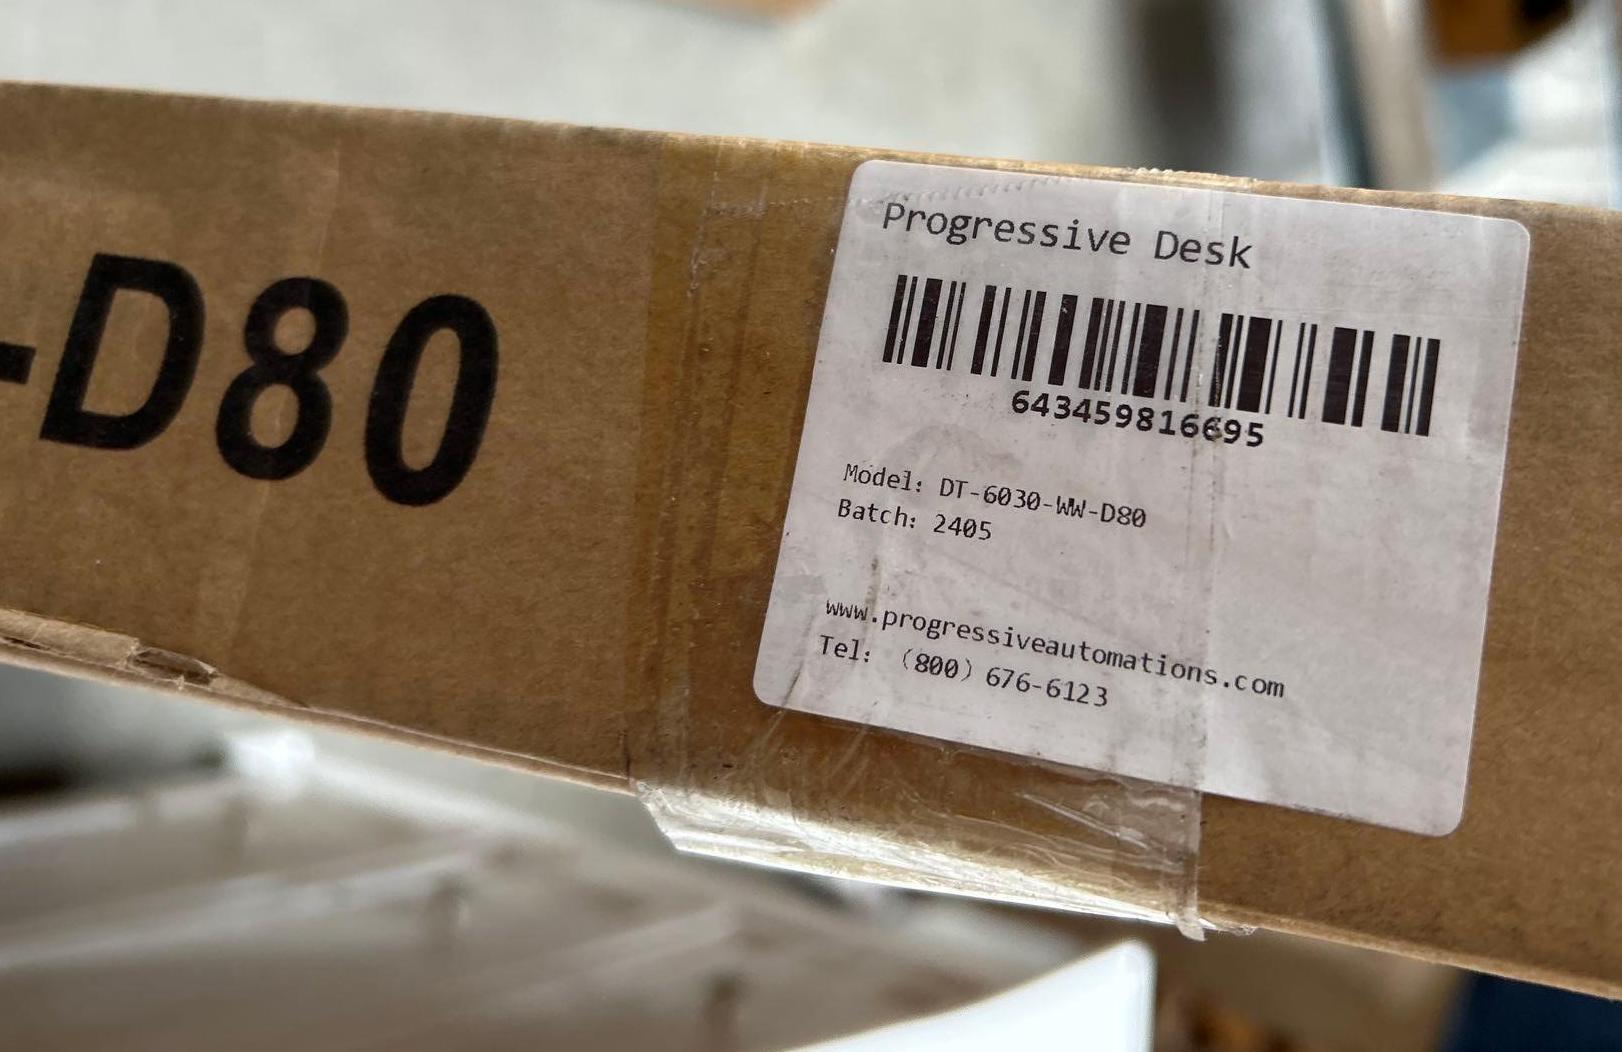 -D80
Progressive Desk
643459816695
Model: DT-6030-WW-D80
Batch: 2405
www.progressiveautomations.com
Tel: (800) 676-6123